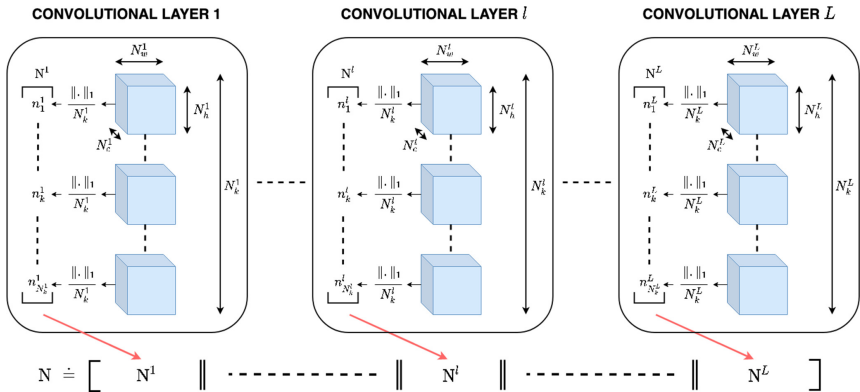 CONVOLUTIONAL LAYER 1
CONVOLUTIONAL LAYER l
CONVOLUTIONAL LAYER L
N^1
N_w^1
n_1^1
‖.‖_1 / N_k^1
N_h^1
N_c^1
n_k^1
‖.‖_1 / N_k^1
N_k^1
n_{N_k^1}^1
‖.‖_1 / N_k^1
N^l
N_w^l
n_1^l
‖.‖_1 / N_k^l
N_h^l
N_c^l
n_k^l
‖.‖_1 / N_k^l
N_k^l
n_{N_k^l}^l
‖.‖_1 / N_k^l
N^L
N_w^L
n_1^L
‖.‖_1 / N_k^L
N_h^L
N_c^L
n_k^L
‖.‖_1 / N_k^L
N_k^L
n_{N_k^L}^L
‖.‖_1 / N_k^L
N ≐ [ N^1 ‖ ‖ N^l ‖ ‖ N^L ]